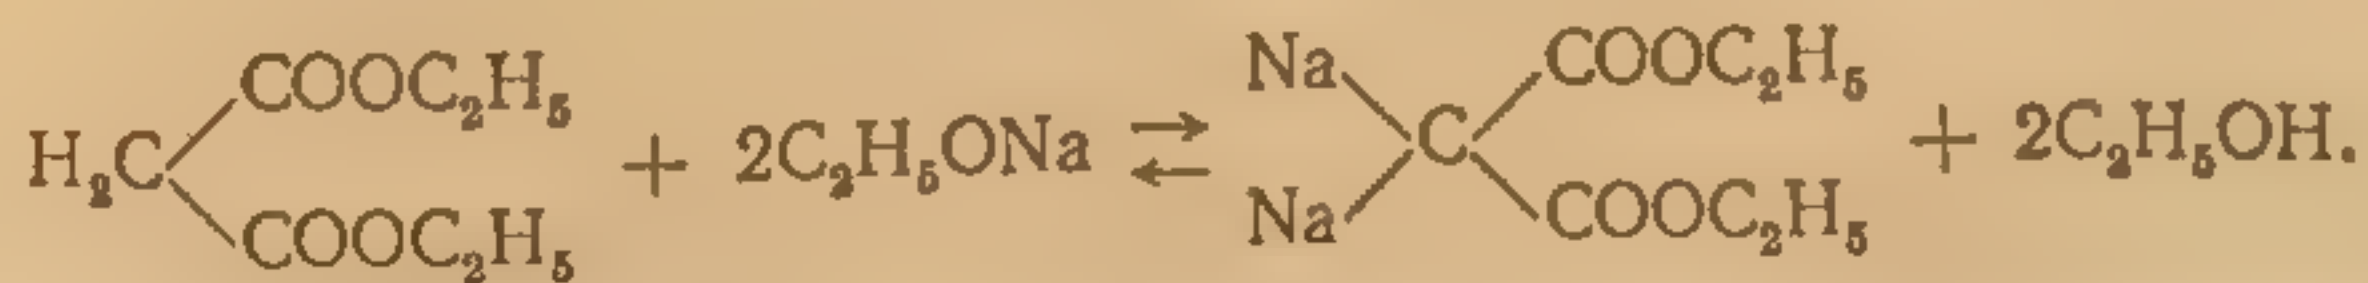 COOC₂H₅ Na COOC₂H₅
H₂C + 2C₂H₅ONa ⇄ C + 2C₂H₅OH.
COOC₂H₅ Na COOC₂H₅